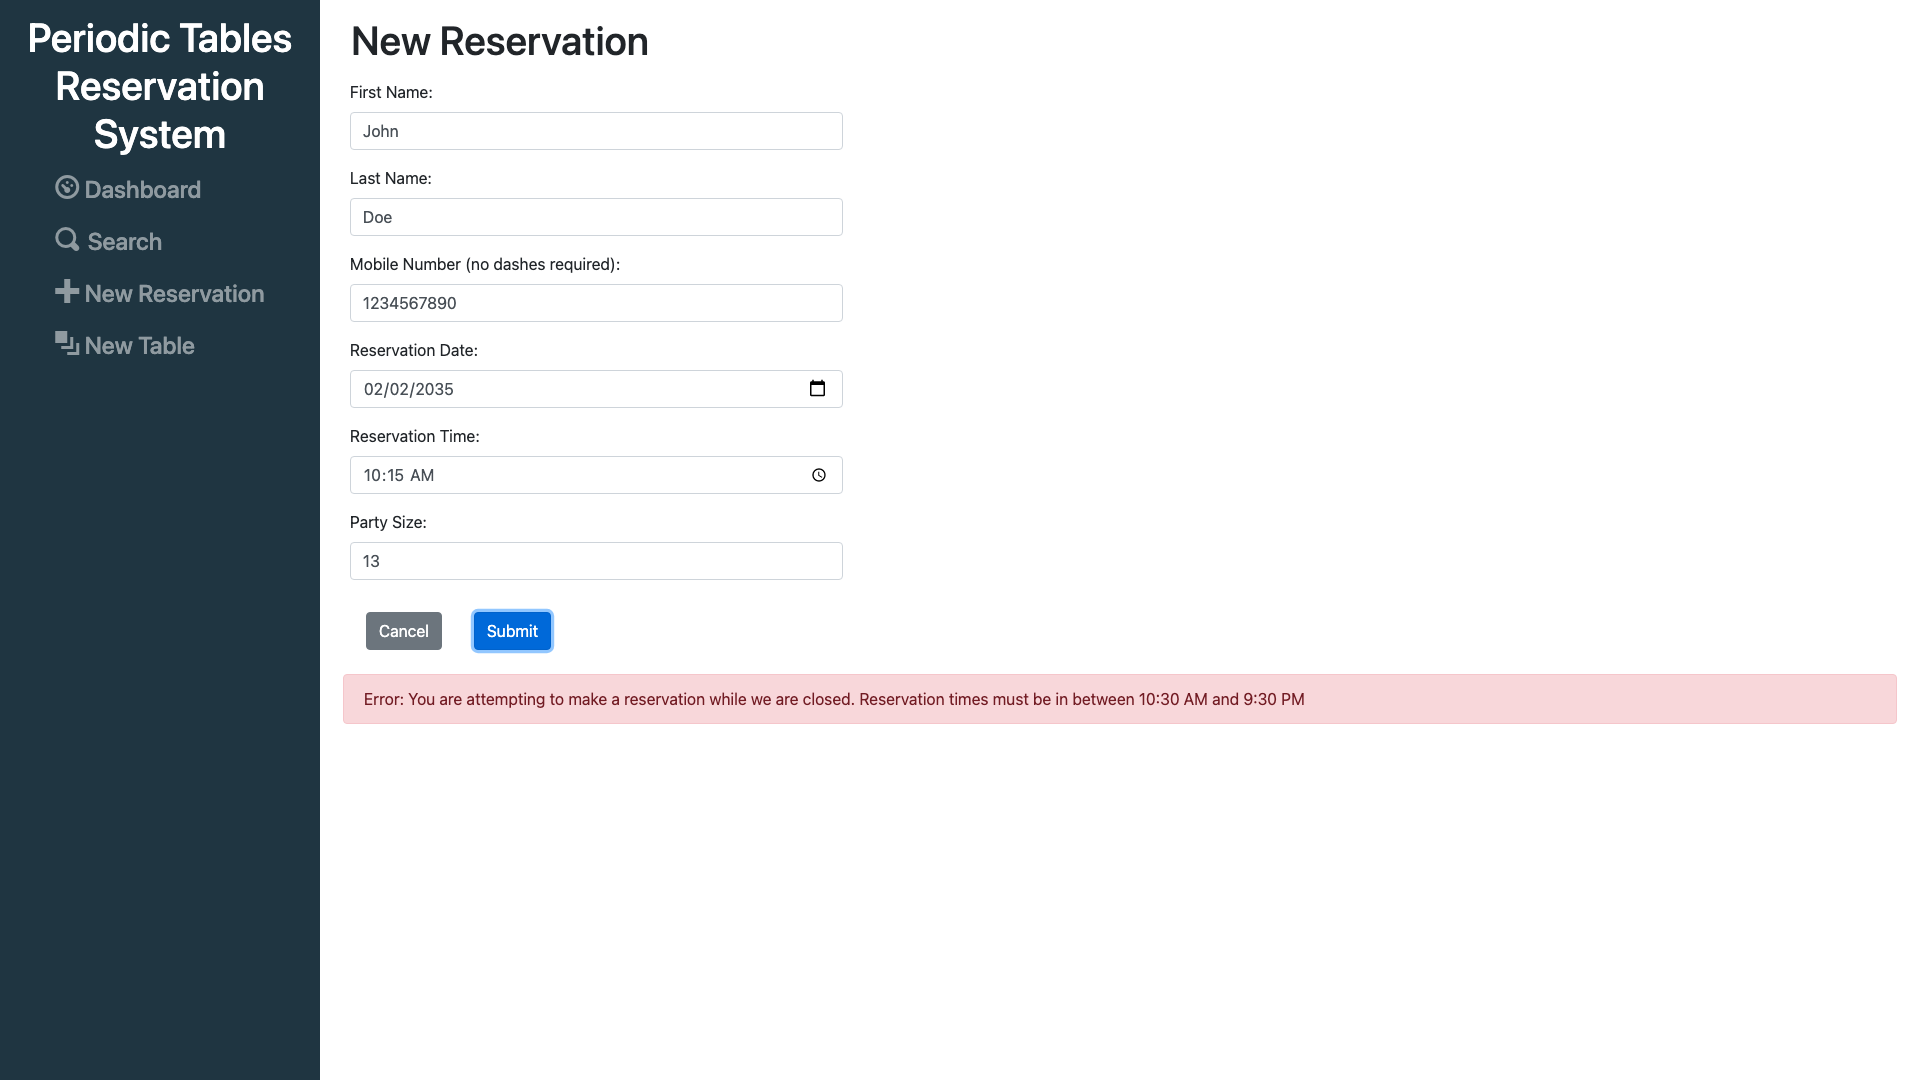 Periodic Tables
Reservation
System
Dashboard
Search
New Reservation
New Table
New Reservation
First Name:
John
Last Name:
Doe
Mobile Number (no dashes required):
1234567890
Reservation Date:
02/02/2035
Reservation Time:
10:15 AM
Party Size:
13
Cancel
Submit
Error: You are attempting to make a reservation while we are closed. Reservation times must be in between 10:30 AM and 9:30 PM